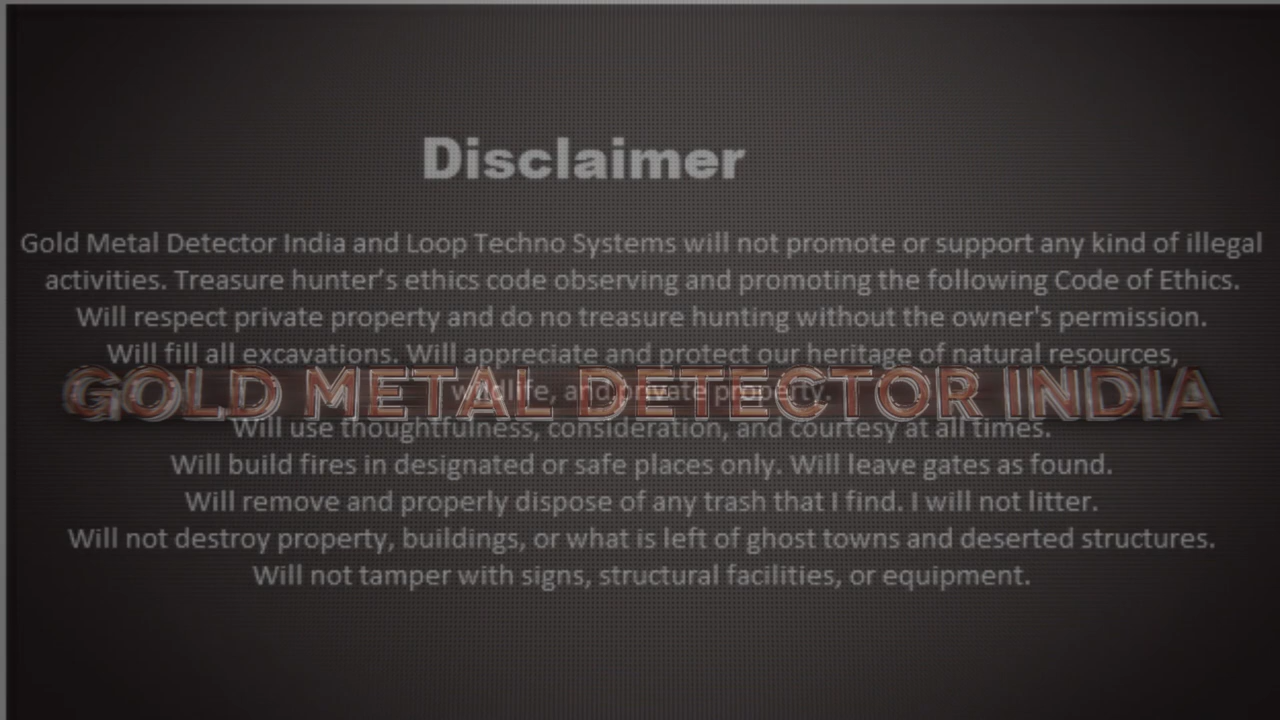 Disclaimer
Gold Metal Detector India and Loop Techno Systems will not promote or support any kind of illegal
activities. Treasure hunter's ethics code observing and promoting the following Code of Ethics.
Will respect private property and do no treasure hunting without the owner's permission.
Will fill all excavations. Will appreciate and protect our heritage of natural resources,
wildlife, and private property.
GOLD METAL DETECTOR INDIA
Will use thoughtfulness, consideration, and courtesy at all times.
Will build fires in designated or safe places only. Will leave gates as found.
Will remove and properly dispose of any trash that I find. I will not litter.
Will not destroy property, buildings, or what is left of ghost towns and deserted structures.
Will not tamper with signs, structural facilities, or equipment.